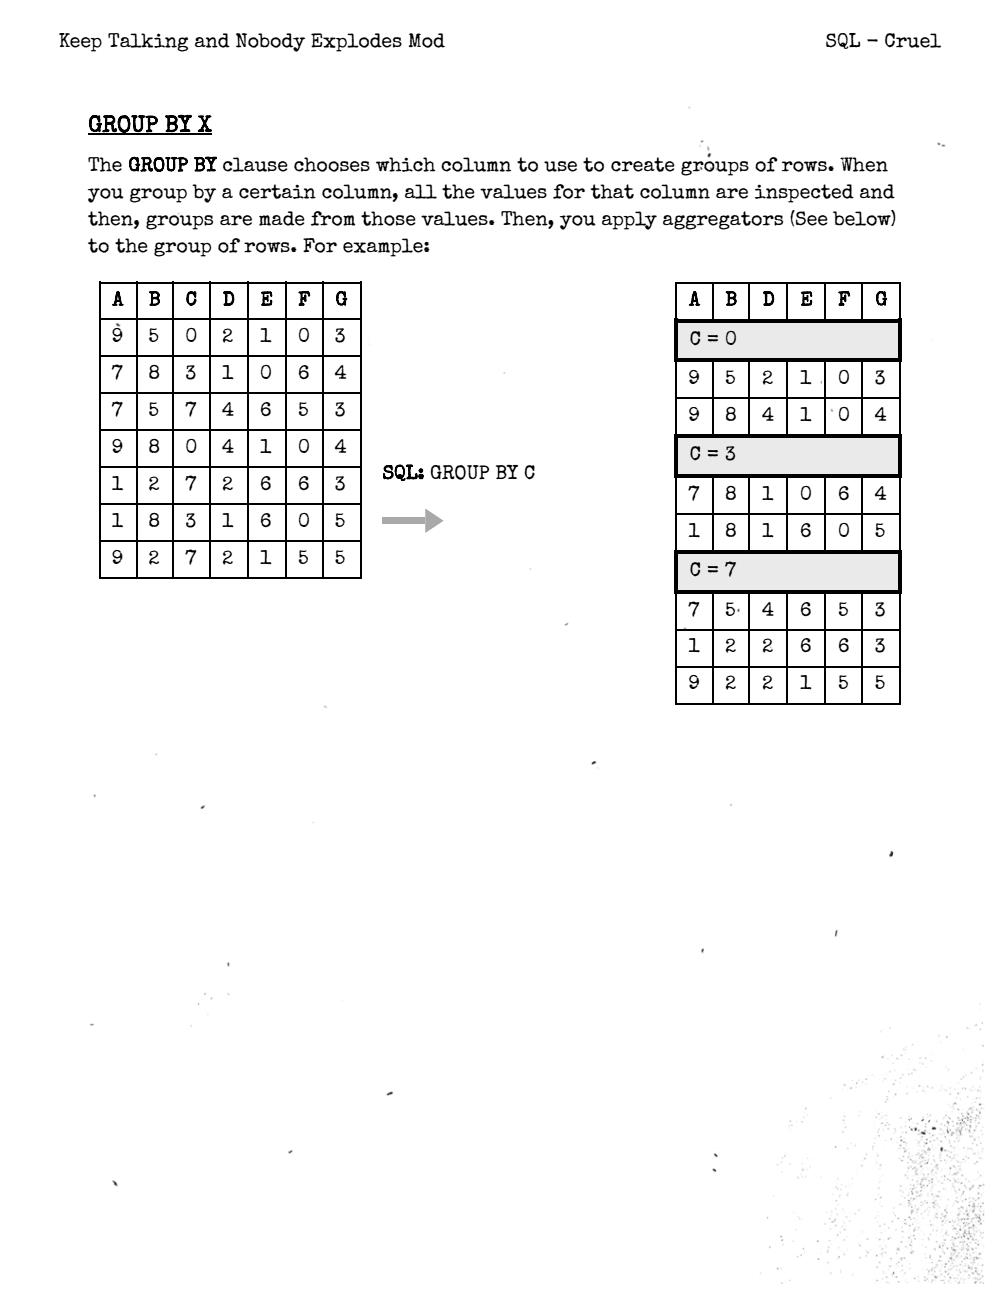 Keep Talking and Nobody Explodes Mod SQL – Cruel
GROUP BY X
The GROUP BY clause chooses which column to use to create groups of rows. When
you group by a certain column, all the values for that column are inspected and
then, groups are made from those values. Then, you apply aggregators (See below)
to the group of rows. For example:
A B C D E F G
9 5 0 2 1 0 3
7 8 3 1 0 6 4
7 5 7 4 6 5 3
9 8 0 4 1 0 4
1 2 7 2 6 6 3
1 8 3 1 6 0 5
9 2 7 2 1 5 5
SQL: GROUP BY C
A B D E F G
C = 0
9 5 2 1 0 3
9 8 4 1 0 4
C = 3
7 8 1 0 6 4
1 8 1 6 0 5
C = 7
7 5 4 6 5 3
1 2 2 6 6 3
9 2 2 1 5 5